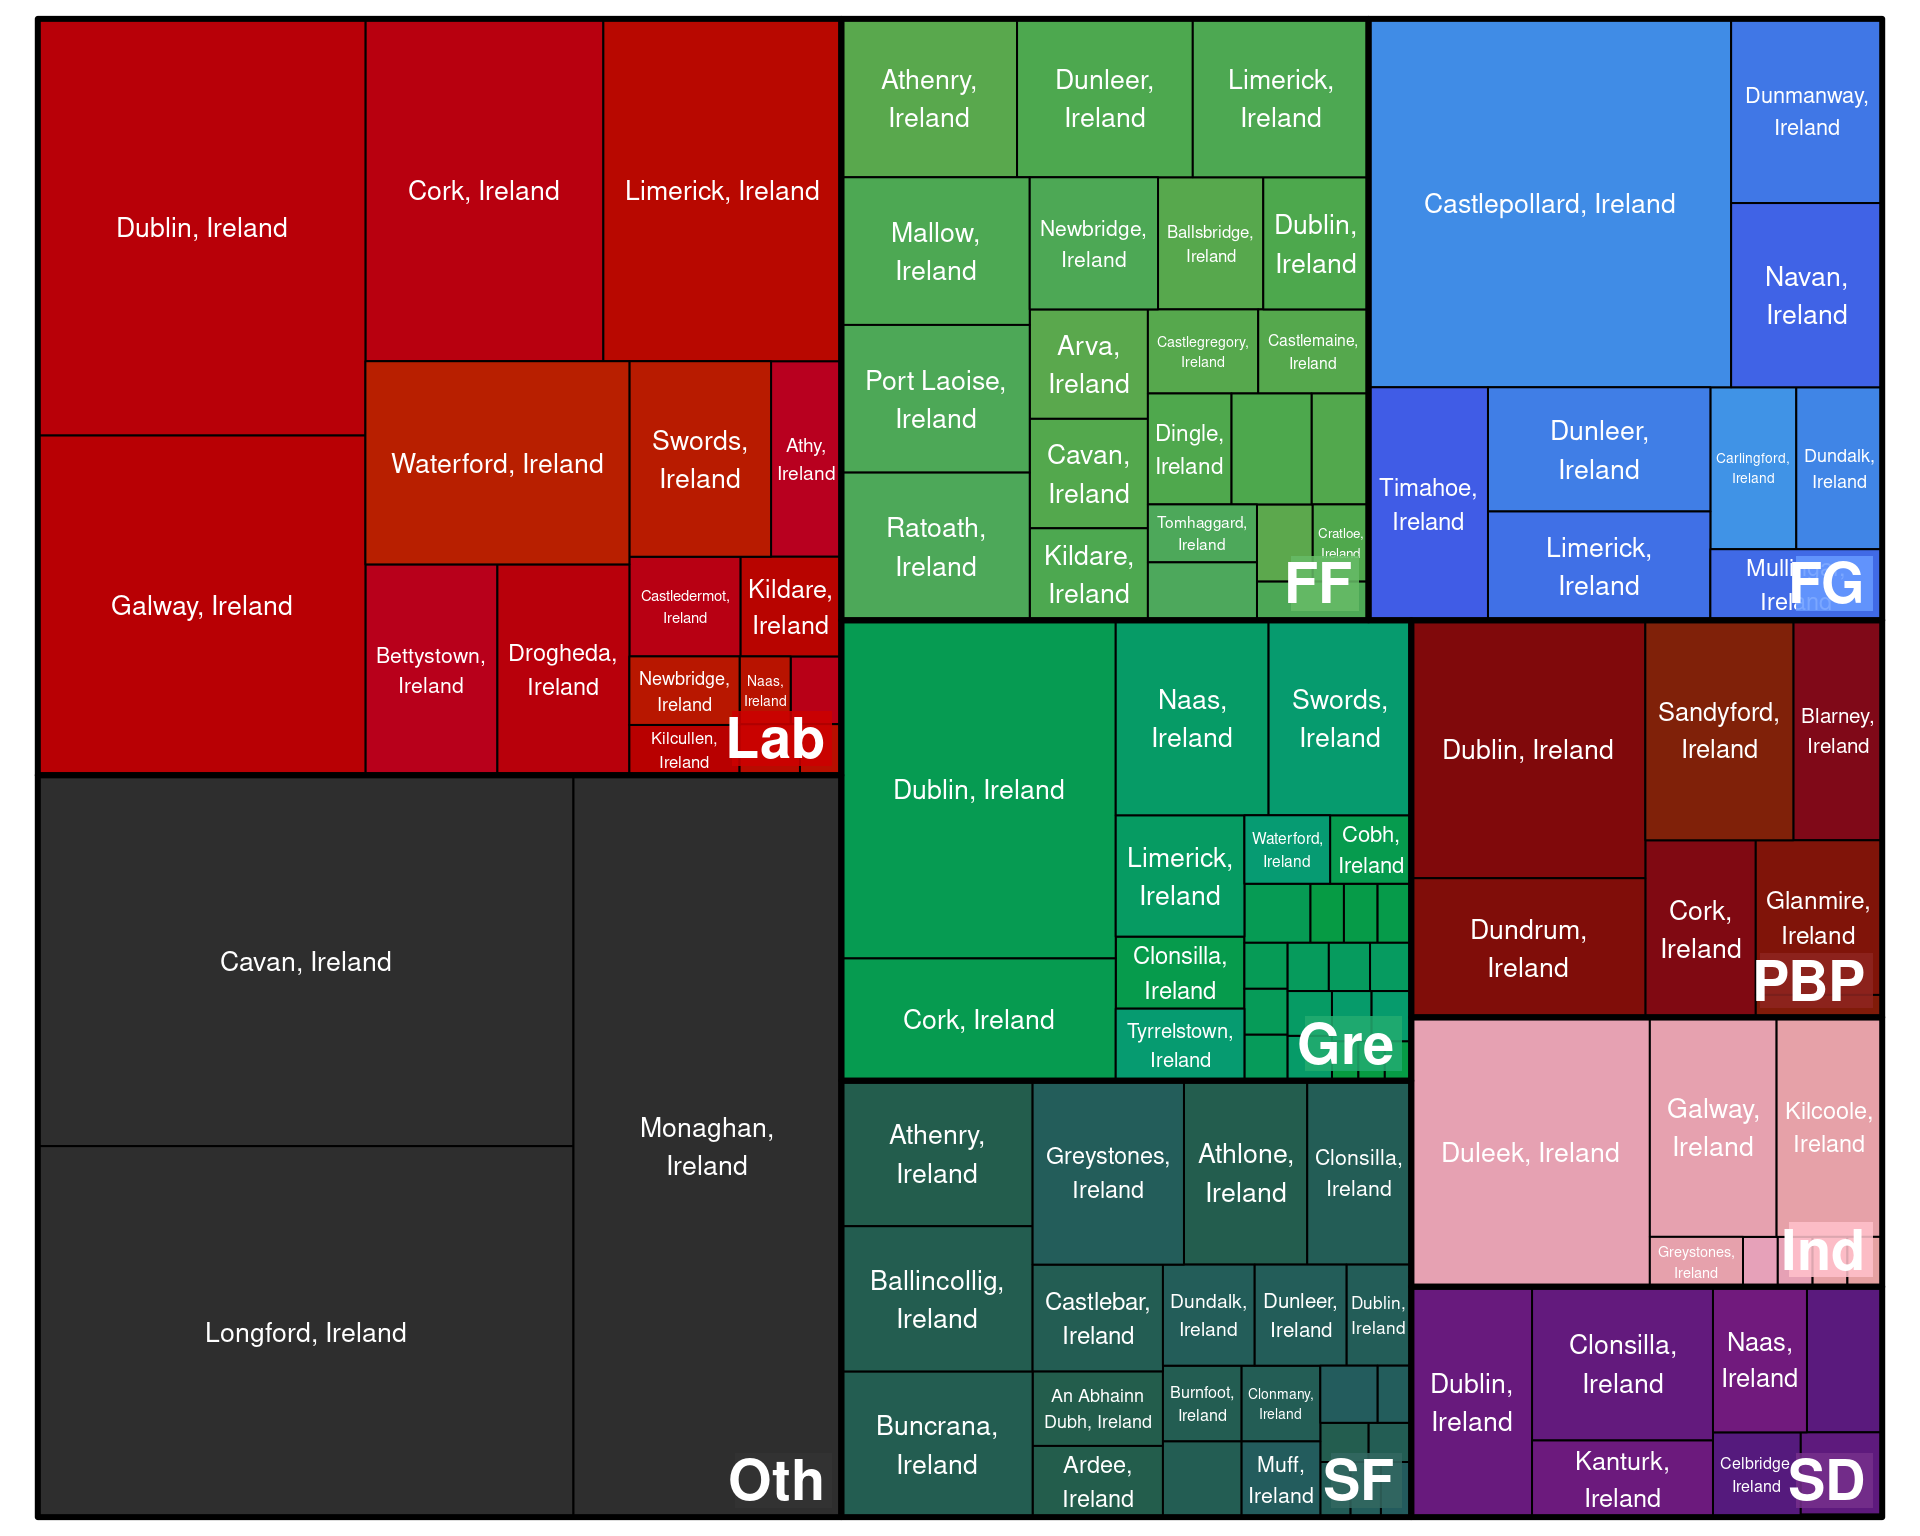 Dublin, Ireland
Cork, Ireland
Limerick, Ireland
Galway, Ireland
Waterford, Ireland
Swords,
Ireland
Athy,
Ireland
Bettystown,
Ireland
Drogheda,
Ireland
Castledermot,
Ireland
Kildare,
Ireland
Newbridge,
Ireland
Naas,
Ireland
Kilcullen,
Ireland
Lab
Cavan, Ireland
Longford, Ireland
Monaghan,
Ireland
Oth
Athenry,
Ireland
Dunleer,
Ireland
Limerick,
Ireland
Mallow,
Ireland
Newbridge,
Ireland
Ballsbridge,
Ireland
Dublin,
Ireland
Port Laoise,
Ireland
Arva,
Ireland
Castlegregory,
Ireland
Castlemaine,
Ireland
Cavan,
Ireland
Dingle,
Ireland
Ratoath,
Ireland
Kildare,
Ireland
Tomhaggard,
Ireland
Cratloe,
Ireland
FF
Castlepollard, Ireland
Dunmanway,
Ireland
Navan,
Ireland
Timahoe,
Ireland
Dunleer,
Ireland
Limerick,
Ireland
Carlingford,
Ireland
Dundalk,
Ireland
Mullingar,
Ireland
FG
Dublin, Ireland
Cork, Ireland
Naas,
Ireland
Swords,
Ireland
Limerick,
Ireland
Waterford,
Ireland
Cobh,
Ireland
Clonsilla,
Ireland
Tyrrelstown,
Ireland
Gre
Dublin, Ireland
Sandyford,
Ireland
Blarney,
Ireland
Dundrum,
Ireland
Cork,
Ireland
Glanmire,
Ireland
PBP
Duleek, Ireland
Galway,
Ireland
Kilcoole,
Ireland
Greystones,
Ireland
Ind
Athenry,
Ireland
Greystones,
Ireland
Athlone,
Ireland
Clonsilla,
Ireland
Ballincollig,
Ireland
Castlebar,
Ireland
Dundalk,
Ireland
Dunleer,
Ireland
Dublin,
Ireland
Buncrana,
Ireland
An Abhainn
Dubh, Ireland
Burnfoot,
Ireland
Clonmany,
Ireland
Ardee,
Ireland
Muff,
Ireland
SF
Dublin,
Ireland
Clonsilla,
Ireland
Naas,
Ireland
Kanturk,
Ireland
Celbridge,
Ireland
SD